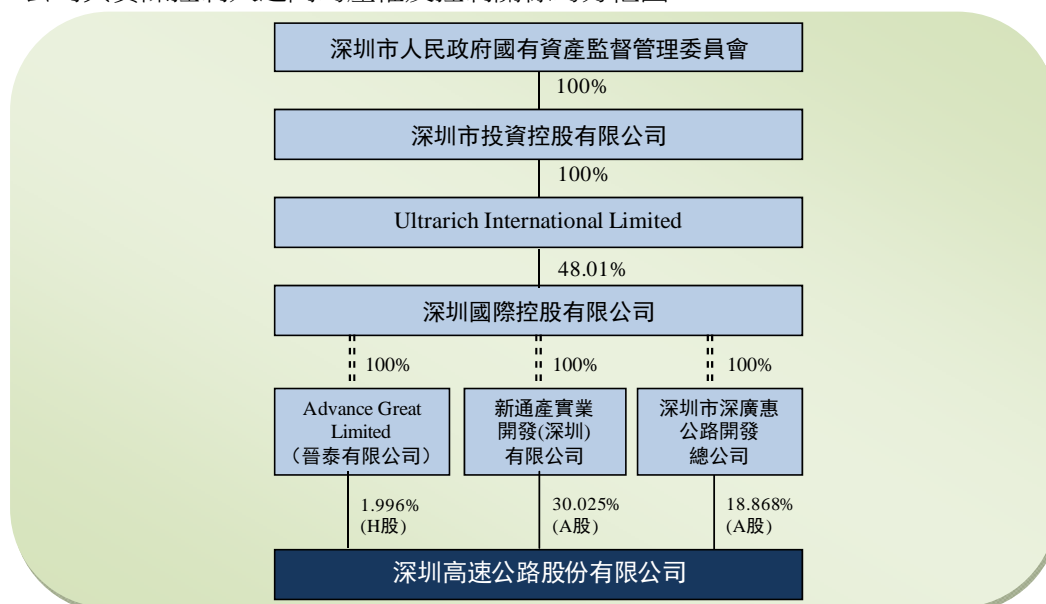 深圳市人民政府國有資產監督管理委員會
100%
深圳市投資控股有限公司
100%
Ultrarich International Limited
48.01%
深圳國際控股有限公司
100% 100% 100%
Advance Great
Limited
（晉泰有限公司）
新通產實業
開發(深圳)
有限公司
深圳市深廣惠
公路開發
總公司
1.996%
(H股)
30.025%
(A股)
18.868%
(A股)
深圳高速公路股份有限公司